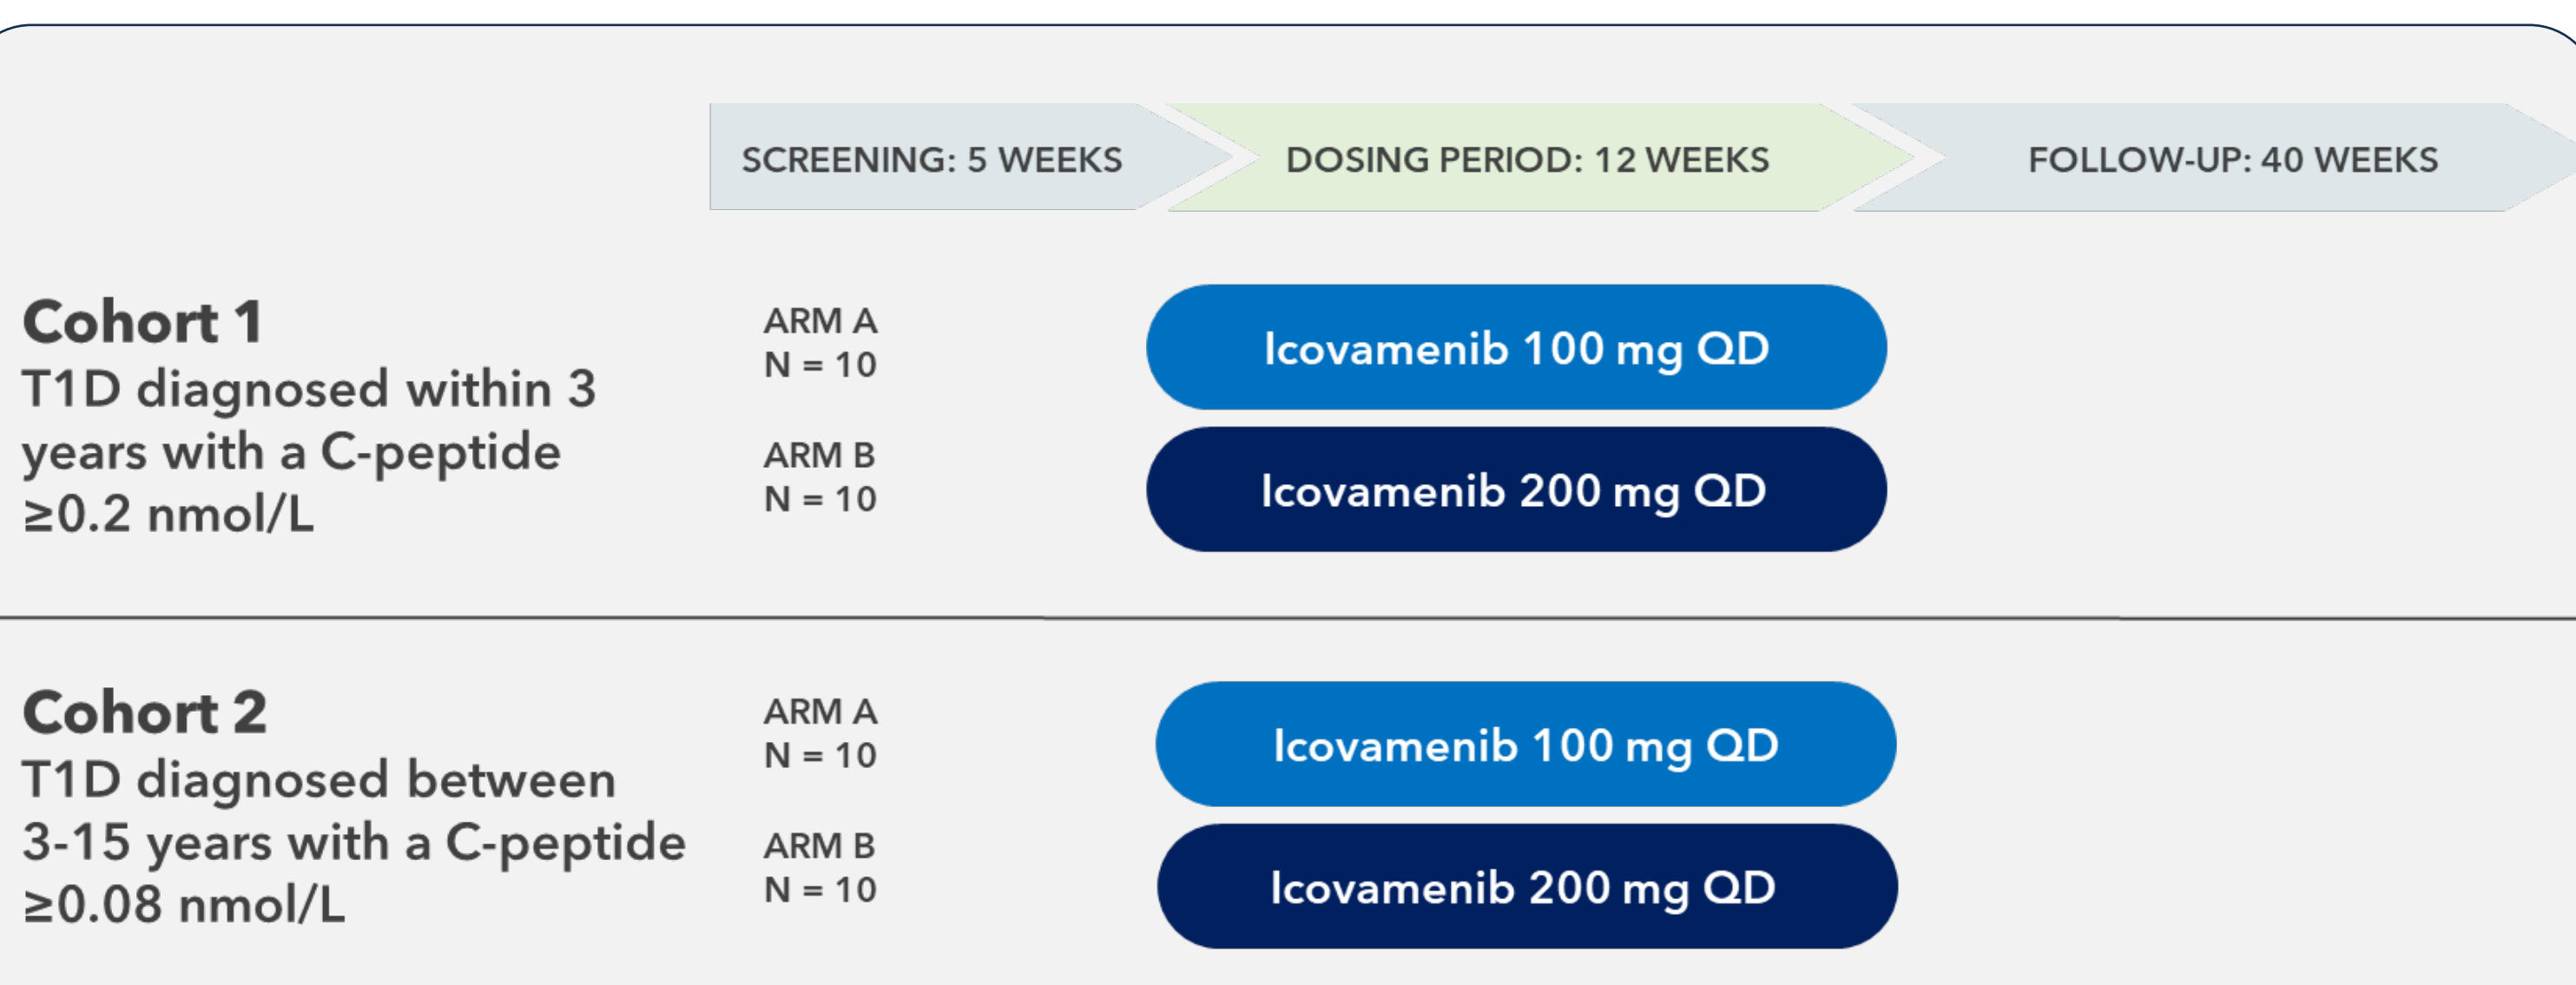 SCREENING: 5 WEEKS
DOSING PERIOD: 12 WEEKS
FOLLOW-UP: 40 WEEKS
Cohort 1
T1D diagnosed within 3
years with a C-peptide
≥0.2 nmol/L
ARM A
N = 10
Icovamenib 100 mg QD
ARM B
N = 10
Icovamenib 200 mg QD
Cohort 2
T1D diagnosed between
3-15 years with a C-peptide
≥0.08 nmol/L
ARM A
N = 10
Icovamenib 100 mg QD
ARM B
N = 10
Icovamenib 200 mg QD